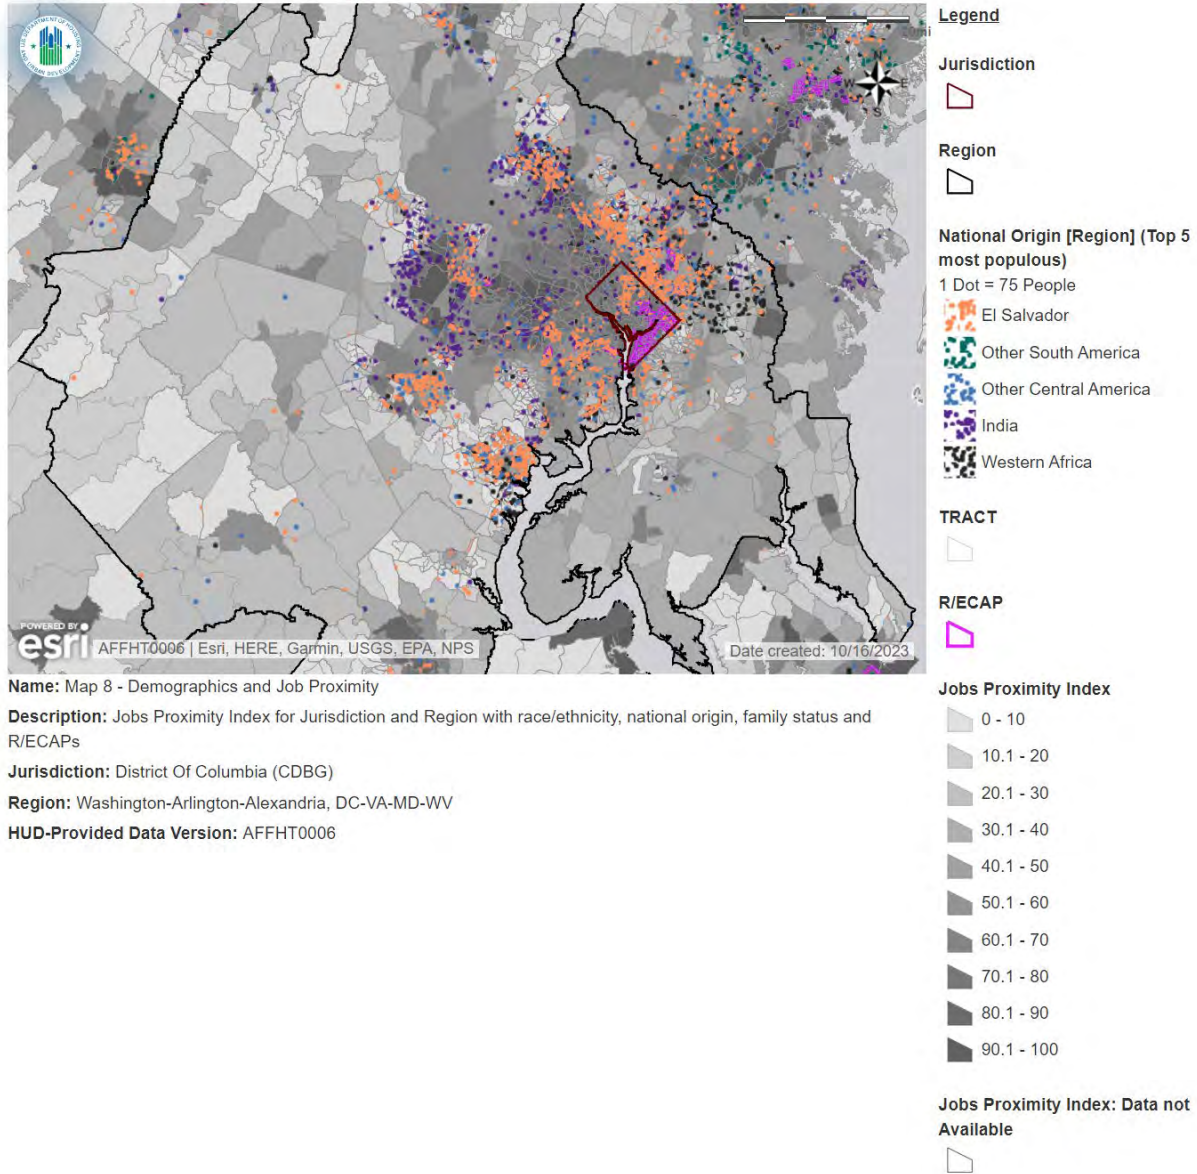 U.S. DEPARTMENT OF HOUSING
AND URBAN DEVELOPMENT
N
S
POWERED BY
esri
AFFHT0006 | Esri, HERE, Garmin, USGS, EPA, NPS
Date created: 10/16/2023
Name: Map 8 - Demographics and Job Proximity
Description: Jobs Proximity Index for Jurisdiction and Region with race/ethnicity, national origin, family status and
R/ECAPs
Jurisdiction: District Of Columbia (CDBG)
Region: Washington-Arlington-Alexandria, DC-VA-MD-WV
HUD-Provided Data Version: AFFHT0006
Legend
Jurisdiction
Region
National Origin [Region] (Top 5
most populous)
1 Dot = 75 People
El Salvador
Other South America
Other Central America
India
Western Africa
TRACT
R/ECAP
Jobs Proximity Index
0 - 10
10.1 - 20
20.1 - 30
30.1 - 40
40.1 - 50
50.1 - 60
60.1 - 70
70.1 - 80
80.1 - 90
90.1 - 100
Jobs Proximity Index: Data not
Available